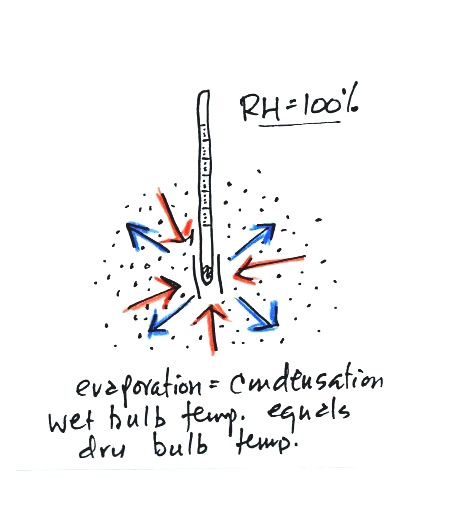 RH=100%
evaporation = condensation
wet bulb temp. equals
dry bulb temp.